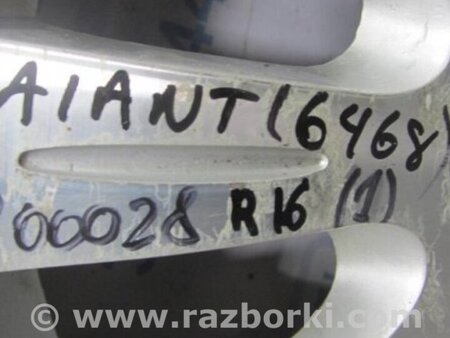 AIANT (6468)
00028 R16 (1)
© www.razborki.com